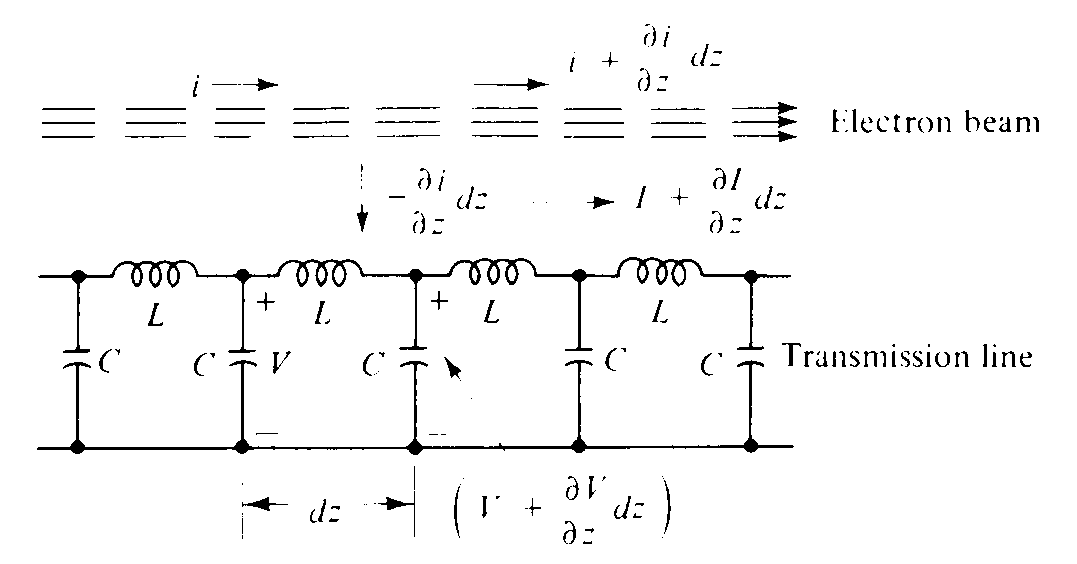 i → i + ∂i/∂z dz
Electron beam
-∂i/∂z dz → I + ∂I/∂z dz
L L L L
+ +
C C V C C C Transmission line
− −
dz (V + ∂V/∂z dz)